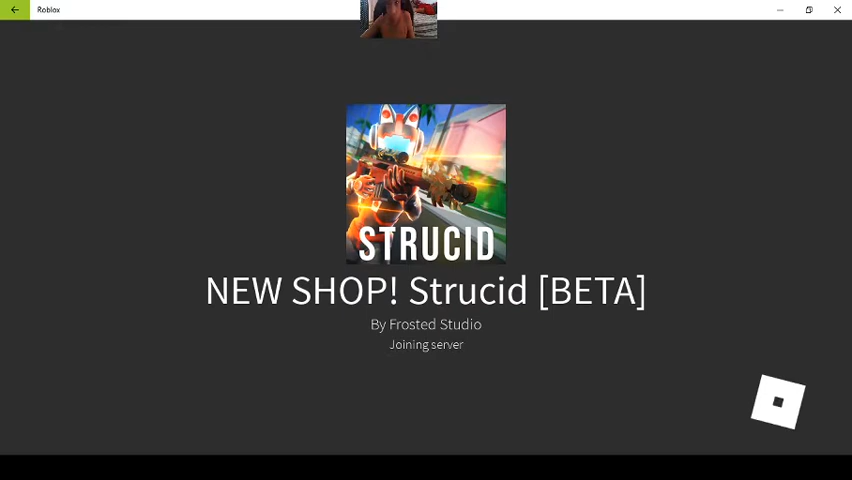 Roblox
STRUCID
NEW SHOP! Strucid [BETA]
By Frosted Studio
Joining server